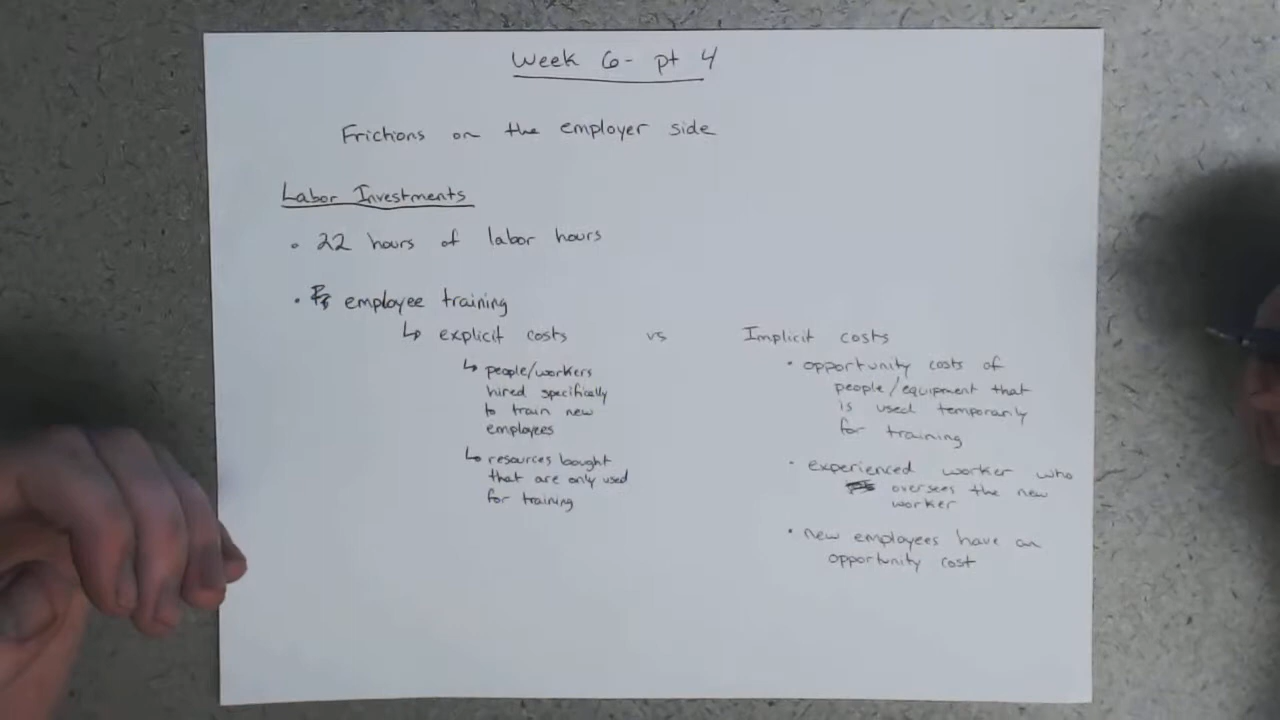 Week 6- pt 4
Frictions on the employer side
Labor Investments
• 22 hours of labor hours
• employee training
↳ explicit costs vs Implicit costs
↳ people/workers
hired specifically
to train new
employees
↳ resources bought
that are only used
for training
• opportunity costs of
people/equipment that
is used temporarily
for training
• experienced worker who
oversees the new
worker
• new employees have an
opportunity cost